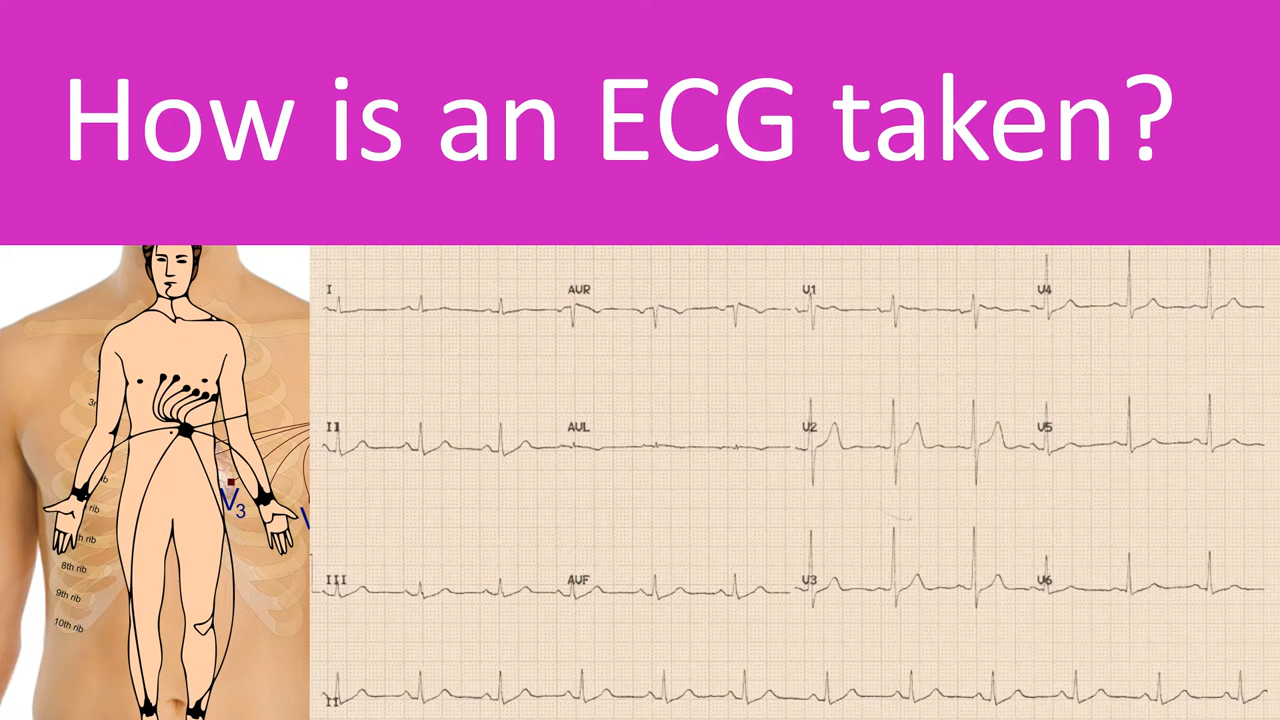 How is an ECG taken?
I AVR V1 V4
II AVL V2 V5
III AVF V3 V6
II
V3
8th rib
9th rib
10th rib